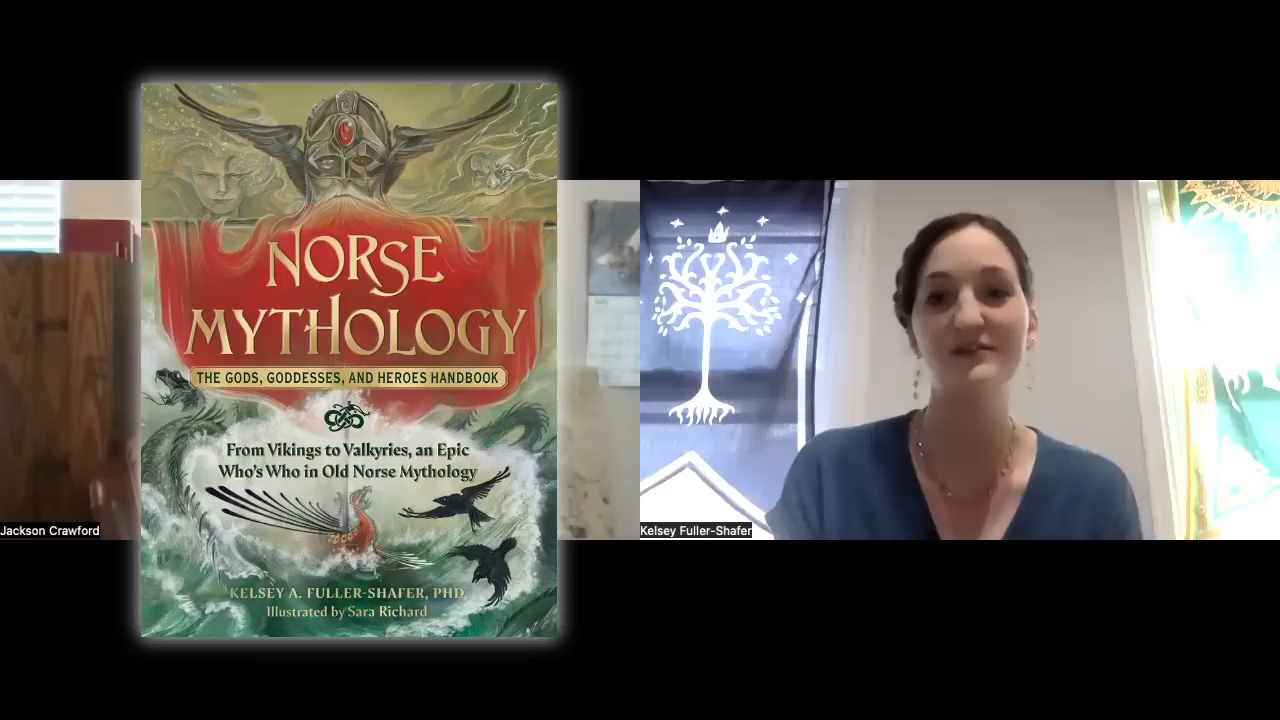 NORSE
MYTHOLOGY
THE GODS, GODDESSES, AND HEROES HANDBOOK
From Vikings to Valkyries, an Epic
Who's Who in Old Norse Mythology
KELSEY A. FULLER-SHAFER, PHD
Illustrated by Sara Richard
Jackson Crawford
Kelsey Fuller-Shafer